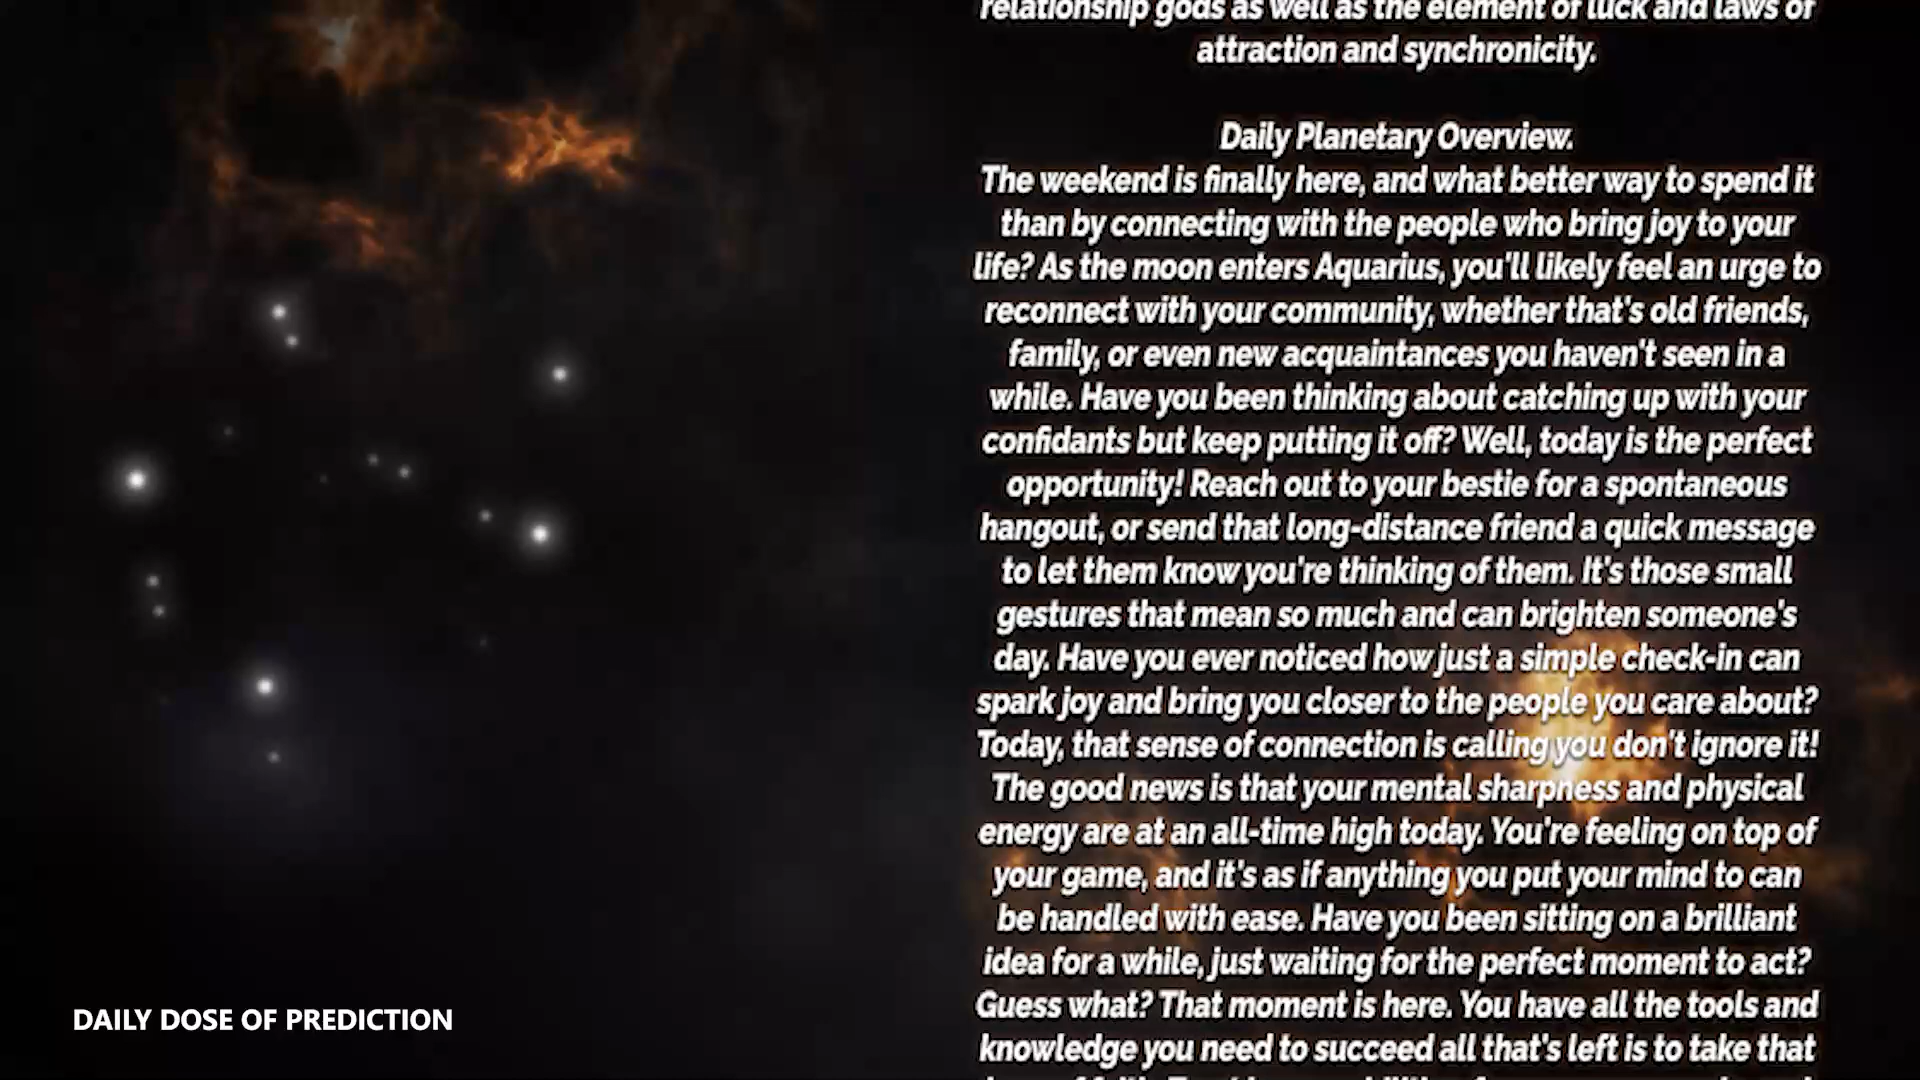 relationship gods as well as the element of luck and laws of
attraction and synchronicity.
Daily Planetary Overview.
The weekend is finally here, and what better way to spend it
than by connecting with the people who bring joy to your
life? As the moon enters Aquarius, you'll likely feel an urge to
reconnect with your community, whether that's old friends,
family, or even new acquaintances you haven't seen in a
while. Have you been thinking about catching up with your
confidants but keep putting it off? Well, today is the perfect
opportunity! Reach out to your bestie for a spontaneous
hangout, or send that long-distance friend a quick message
to let them know you're thinking of them. It's those small
gestures that mean so much and can brighten someone's
day. Have you ever noticed how just a simple check-in can
spark joy and bring you closer to the people you care about?
Today, that sense of connection is calling you don't ignore it!
The good news is that your mental sharpness and physical
energy are at an all-time high today. You're feeling on top of
your game, and it's as if anything you put your mind to can
be handled with ease. Have you been sitting on a brilliant
idea for a while, just waiting for the perfect moment to act?
Guess what? That moment is here. You have all the tools and
knowledge you need to succeed all that's left is to take that
DAILY DOSE OF PREDICTION